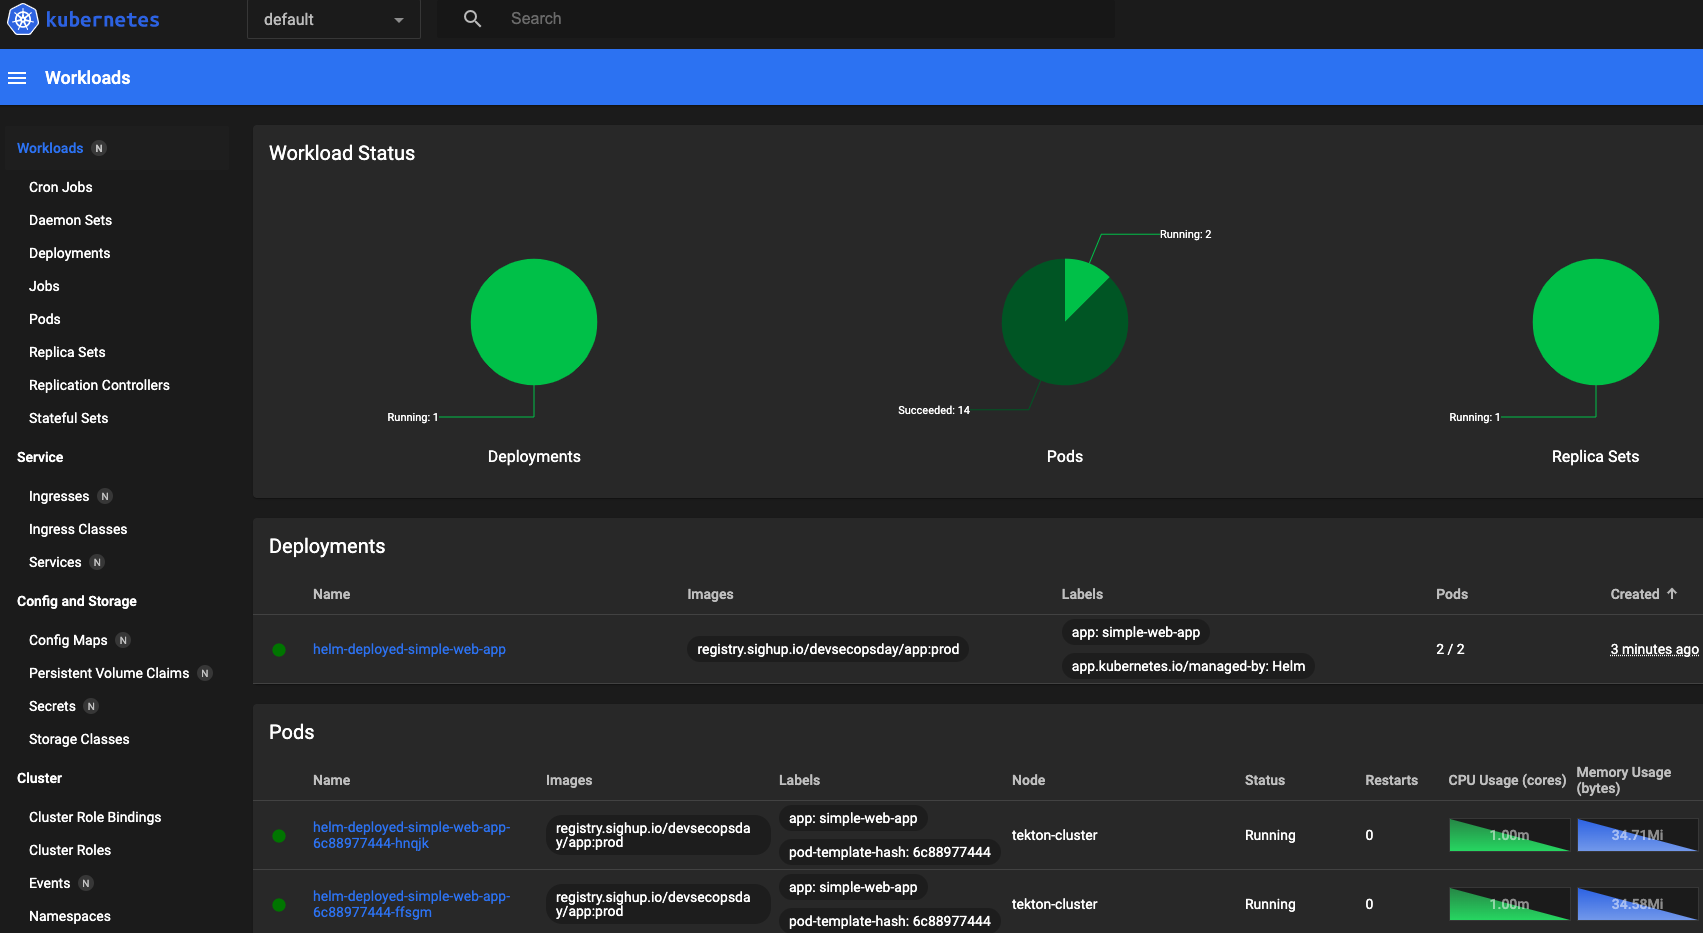 kubernetes
default
Search
Workloads
Workloads N
Cron Jobs
Daemon Sets
Deployments
Jobs
Pods
Replica Sets
Replication Controllers
Stateful Sets
Service
Ingresses N
Ingress Classes
Services N
Config and Storage
Config Maps N
Persistent Volume Claims N
Secrets N
Storage Classes
Cluster
Cluster Role Bindings
Cluster Roles
Events N
Namespaces
Workload Status
Running: 1
Deployments
Running: 2
Succeeded: 14
Pods
Running: 1
Replica Sets
Deployments
Name Images Labels Pods Created
helm-deployed-simple-web-app
registry.sighup.io/devsecopsday/app:prod
app: simple-web-app
app.kubernetes.io/managed-by: Helm
2 / 2
3 minutes ago
Pods
Name Images Labels Node Status Restarts CPU Usage (cores) Memory Usage
(bytes)
helm-deployed-simple-web-app-
6c88977444-hnqjk
registry.sighup.io/devsecopsda
y/app:prod
app: simple-web-app
pod-template-hash: 6c88977444
tekton-cluster
Running
0
1.00m
34.71Mi
helm-deployed-simple-web-app-
6c88977444-ffsgm
registry.sighup.io/devsecopsda
y/app:prod
app: simple-web-app
pod-template-hash: 6c88977444
tekton-cluster
Running
0
1.00m
34.58Mi